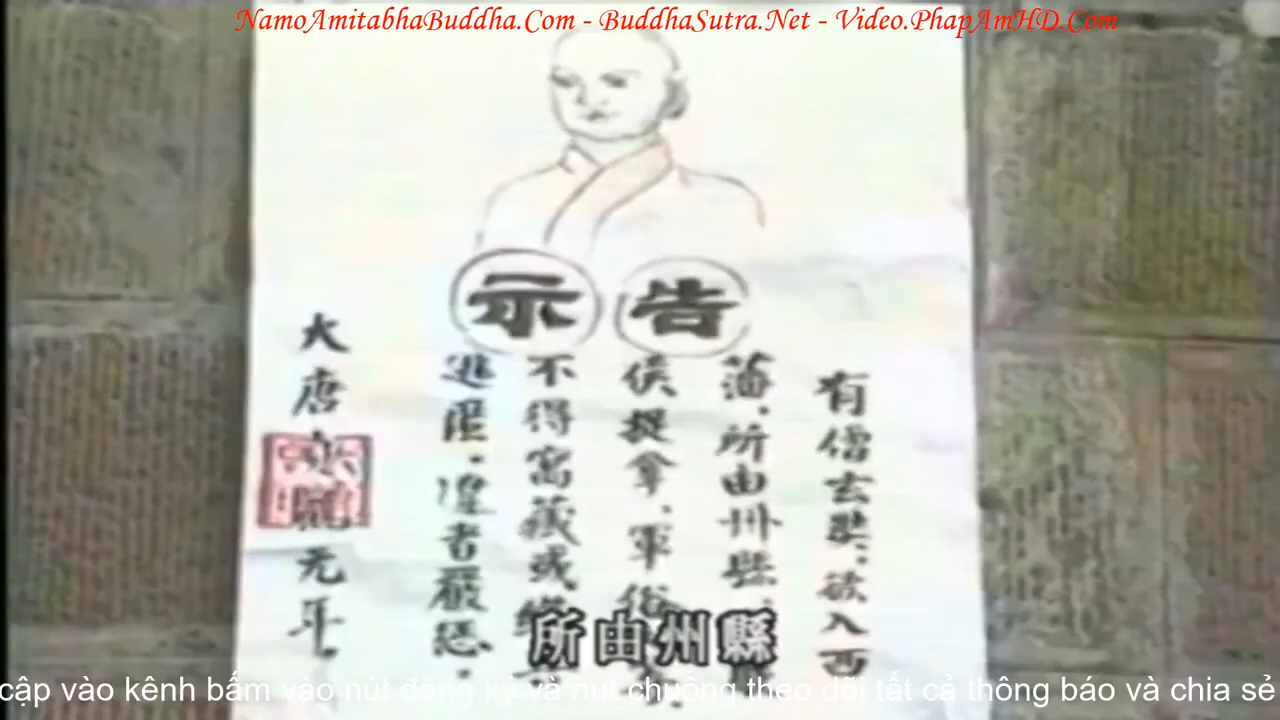 NamoAmitabhaBuddha.Com - BuddhaSutra.Net - Video.PhapAmHD.Com
告示
有僧玄奘,欲入西
蕃,所由州縣,
侯捉拿,軍俗
不得窩藏或縱
逃匿,違者嚴懲.
大唐元年.
所由州縣
cập vào kênh bấm vào nút đăng ký và nút chuông theo dõi tất cả thông báo và chia sẻ